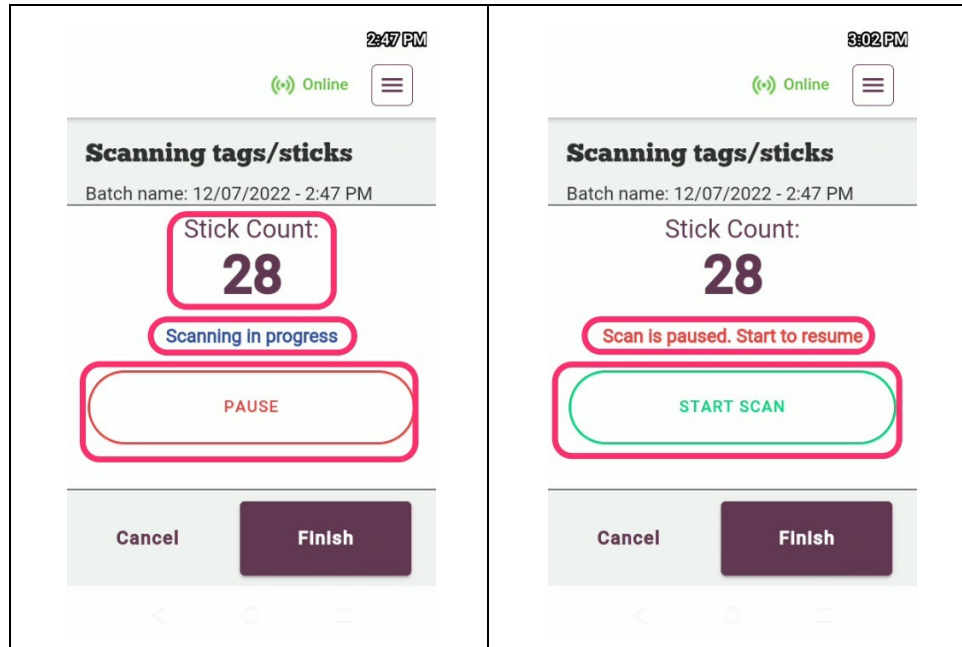 2:47 PM
Online
Scanning tags/sticks
Batch name: 12/07/2022 - 2:47 PM
Stick Count:
28
Scanning in progress
PAUSE
Cancel
Finish
3:02 PM
Online
Scanning tags/sticks
Batch name: 12/07/2022 - 2:47 PM
Stick Count:
28
Scan is paused. Start to resume
START SCAN
Cancel
Finish